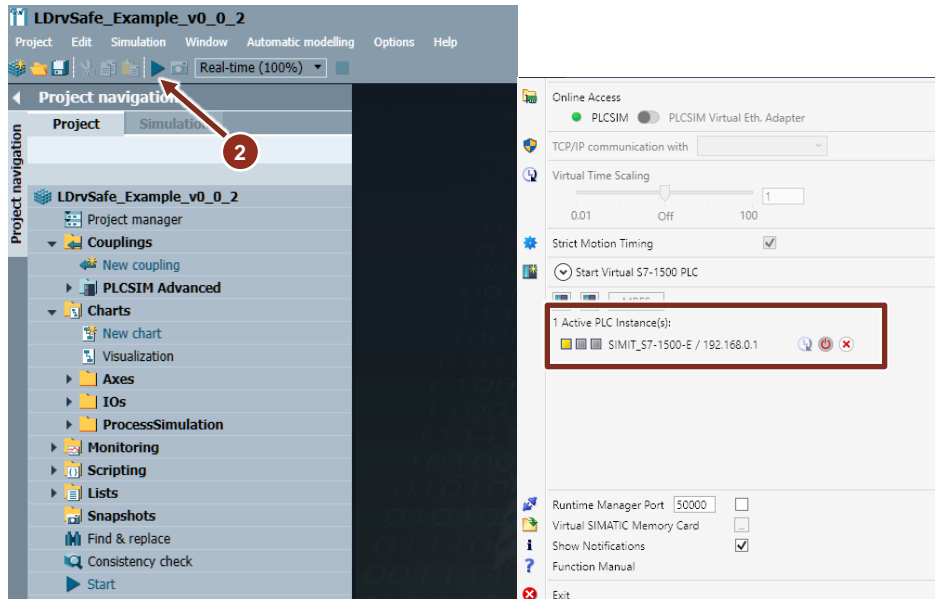 LDrvSafe_Example_v0_0_2
Project Edit Simulation Window Automatic modelling Options Help
Real-time (100%)
Project navigation
Project Simulation
2
Project navigation
LDrvSafe_Example_v0_0_2
Project manager
Couplings
New coupling
PLCSIM Advanced
Charts
New chart
Visualization
Axes
IOs
ProcessSimulation
Monitoring
Scripting
Lists
Snapshots
Find & replace
Consistency check
Start
Online Access
PLCSIM PLCSIM Virtual Eth. Adapter
TCP/IP communication with
Virtual Time Scaling
1
0.01 Off 100
Strict Motion Timing
Start Virtual S7-1500 PLC
1 Active PLC Instance(s):
SIMIT_S7-1500-E / 192.168.0.1
Runtime Manager Port 50000
Virtual SIMATIC Memory Card ...
Show Notifications
Function Manual
Exit